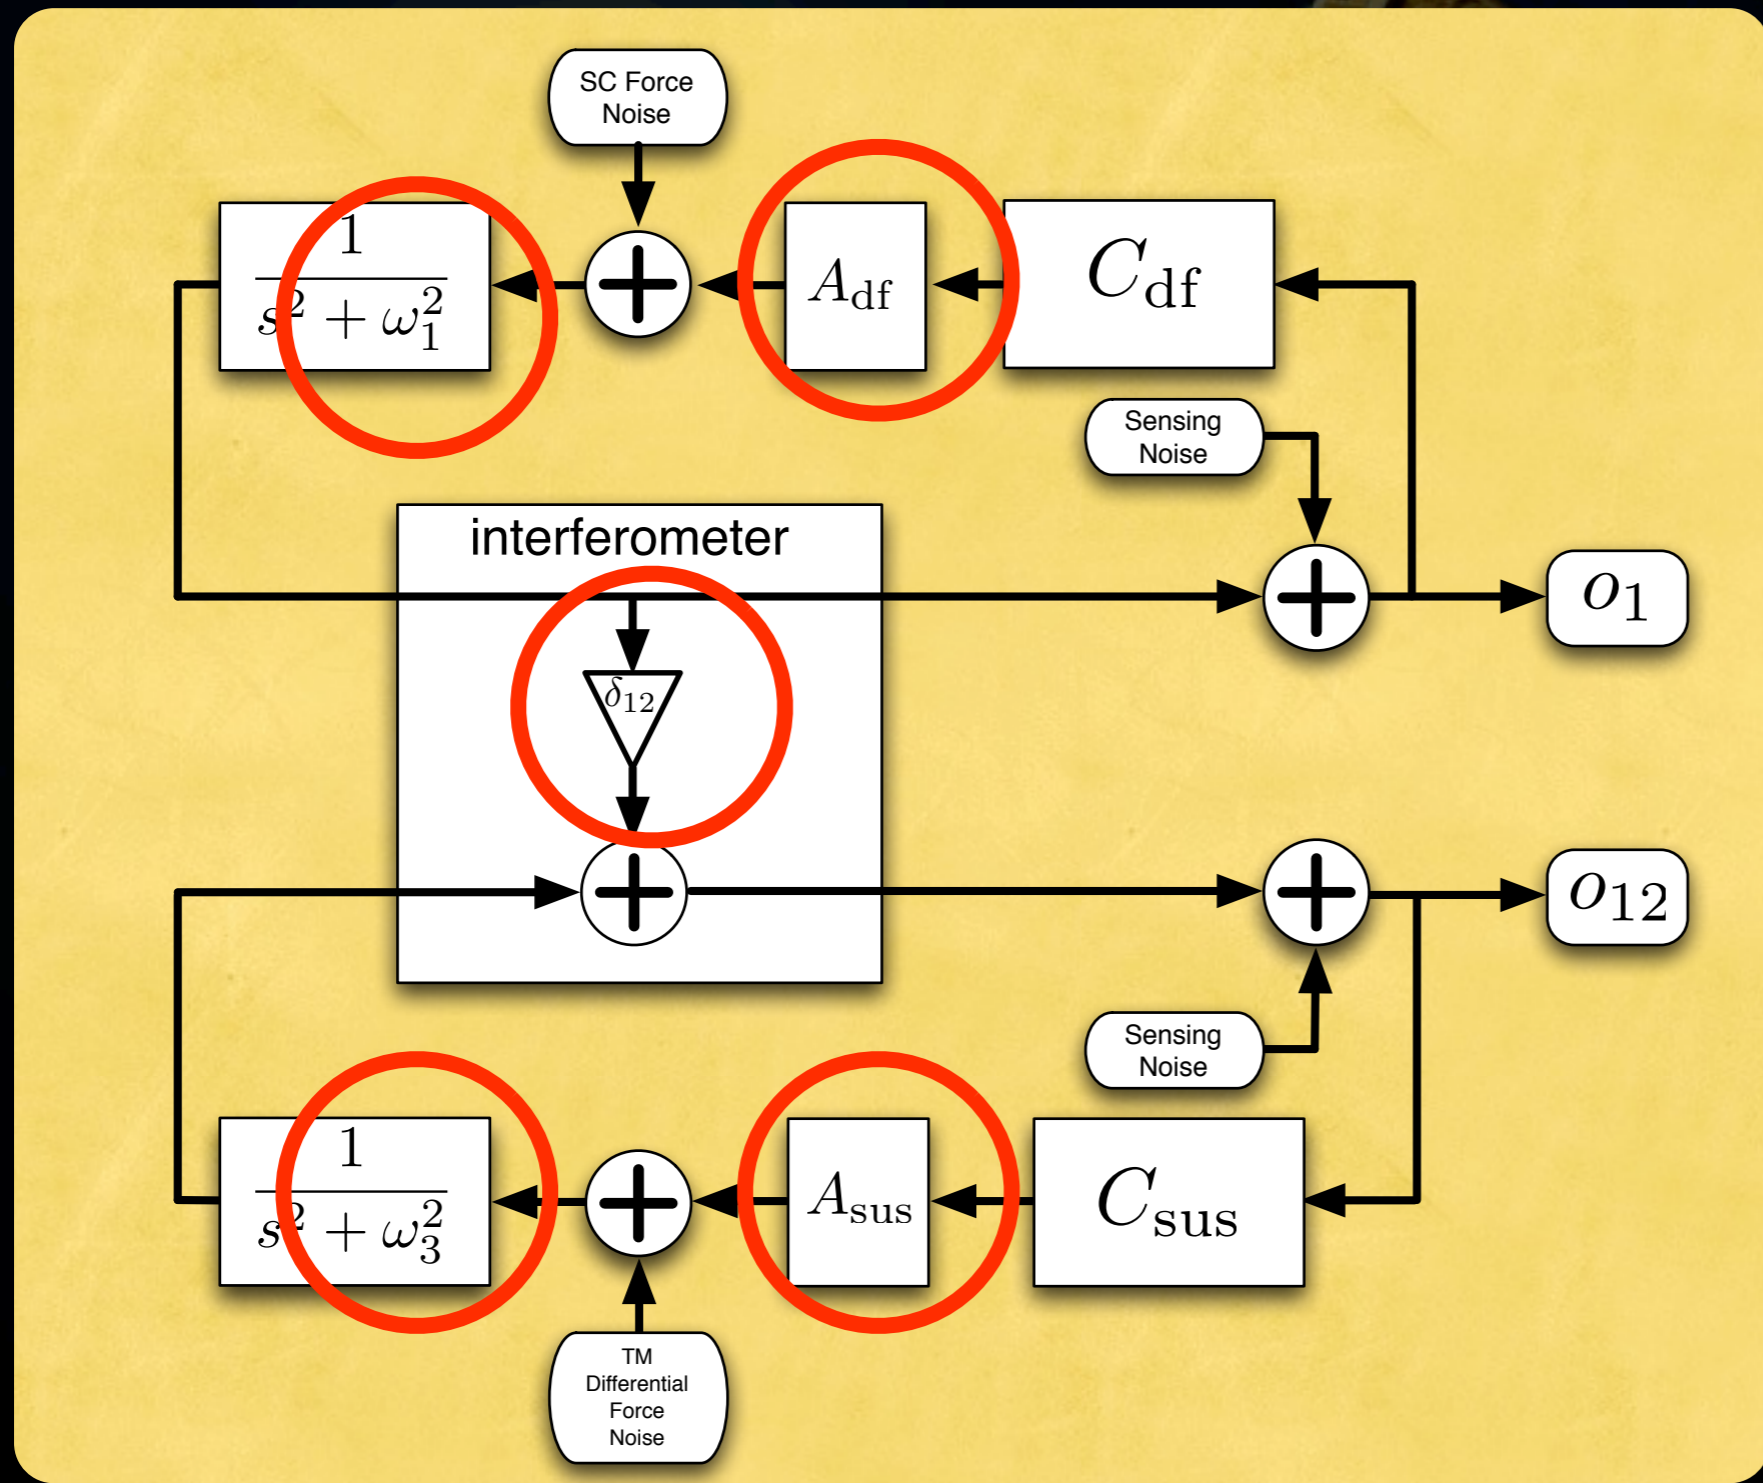 SC Force
Noise
1
s² + ω₁²
A_df
C_df
Sensing
Noise
interferometer
o₁
δ₁₂
o₁₂
Sensing
Noise
1
s² + ω₃²
A_sus
C_sus
TM
Differential
Force
Noise